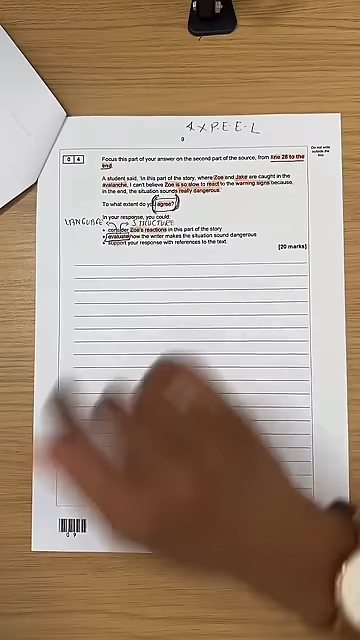 4 x P-E-E-L
9
Do not write
outside the
box
0 4
Focus this part of your answer on the second part of the source, from line 28 to the
end.
A student said, 'In this part of the story, where Zoe and Jake are caught in the
avalanche, I can't believe Zoe is so slow to react to the warning signs because,
in the end, the situation sounds really dangerous.'
To what extent do you agree?
In your response, you could:
LANGUAGE STRUCTURE
• consider Zoe's reactions in this part of the story
• evaluate how the writer makes the situation sound dangerous
• support your response with references to the text.
[20 marks]
0 9